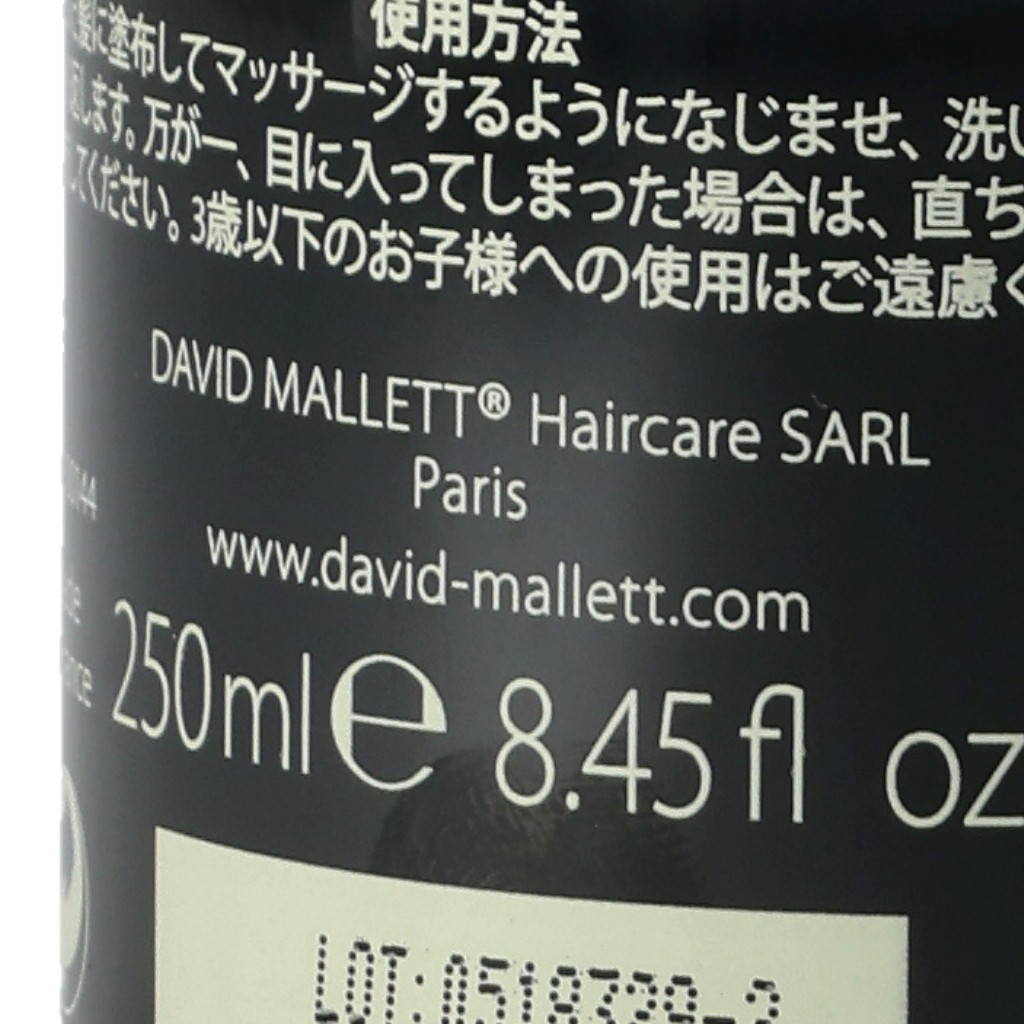 使用方法
髪に塗布してマッサージするようになじませ、洗い
します。万が一、目に入ってしまった場合は、直ち
てください。3歳以下のお子様への使用はご遠慮く
DAVID MALLETT® Haircare SARL
Paris
www.david-mallett.com
250ml e 8.45 fl oz
LOT:0518329-2